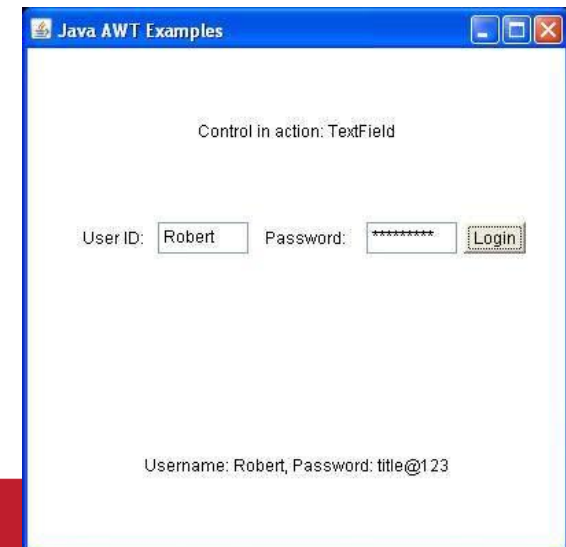 Java AWT Examples
Control in action: TextField
User ID: Robert Password: ********* Login
Username: Robert, Password: title@123